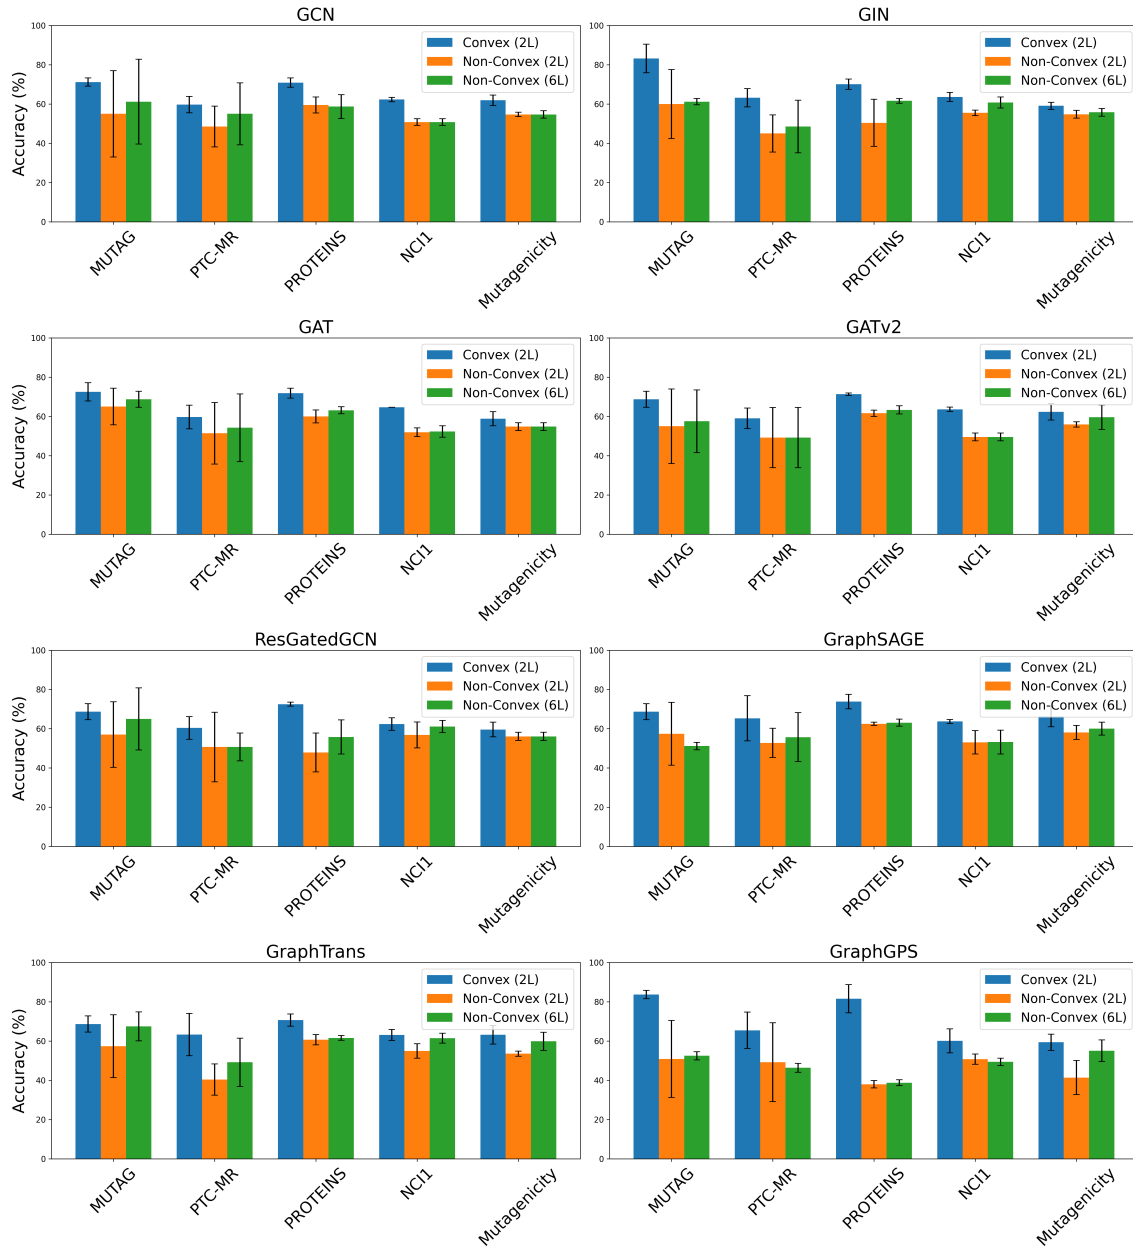 GCN
100
80
60
40
20
0
Accuracy (%)
Convex (2L)
Non-Convex (2L)
Non-Convex (6L)
MUTAG
PTC-MR
PROTEINS
NCI1
Mutagenicity
GIN
100
80
60
40
20
0
Convex (2L)
Non-Convex (2L)
Non-Convex (6L)
MUTAG
PTC-MR
PROTEINS
NCI1
Mutagenicity
GAT
100
80
60
40
20
0
Accuracy (%)
Convex (2L)
Non-Convex (2L)
Non-Convex (6L)
MUTAG
PTC-MR
PROTEINS
NCI1
Mutagenicity
GATv2
100
80
60
40
20
0
Convex (2L)
Non-Convex (2L)
Non-Convex (6L)
MUTAG
PTC-MR
PROTEINS
NCI1
Mutagenicity
ResGatedGCN
100
80
60
40
20
0
Accuracy (%)
Convex (2L)
Non-Convex (2L)
Non-Convex (6L)
MUTAG
PTC-MR
PROTEINS
NCI1
Mutagenicity
GraphSAGE
100
80
60
40
20
0
Convex (2L)
Non-Convex (2L)
Non-Convex (6L)
MUTAG
PTC-MR
PROTEINS
NCI1
Mutagenicity
GraphTrans
100
80
60
40
20
0
Accuracy (%)
Convex (2L)
Non-Convex (2L)
Non-Convex (6L)
MUTAG
PTC-MR
PROTEINS
NCI1
Mutagenicity
GraphGPS
100
80
60
40
20
0
Convex (2L)
Non-Convex (2L)
Non-Convex (6L)
MUTAG
PTC-MR
PROTEINS
NCI1
Mutagenicity